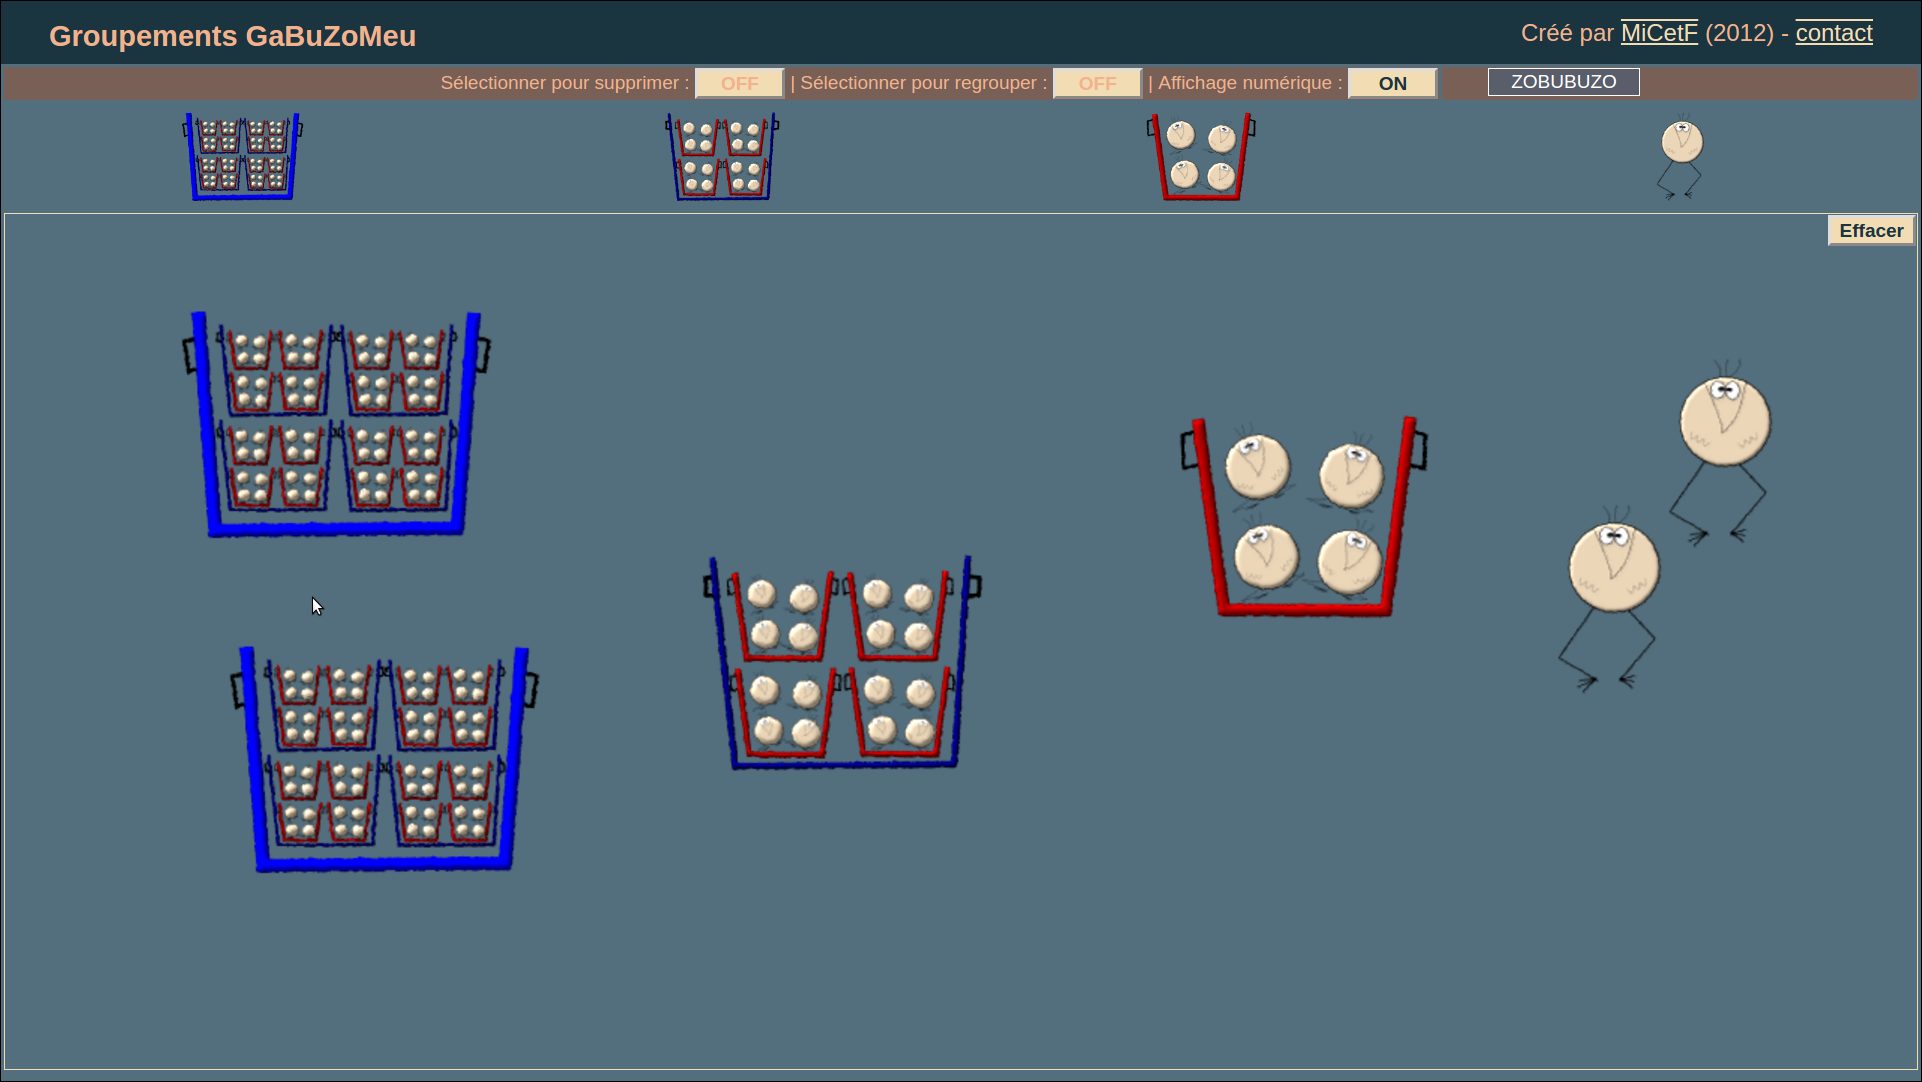 Groupements GaBuZoMeu
Créé par MiCetF (2012) - contact
Sélectionner pour supprimer : OFF | Sélectionner pour regrouper : OFF | Affichage numérique : ON ZOBUBUZO
Effacer